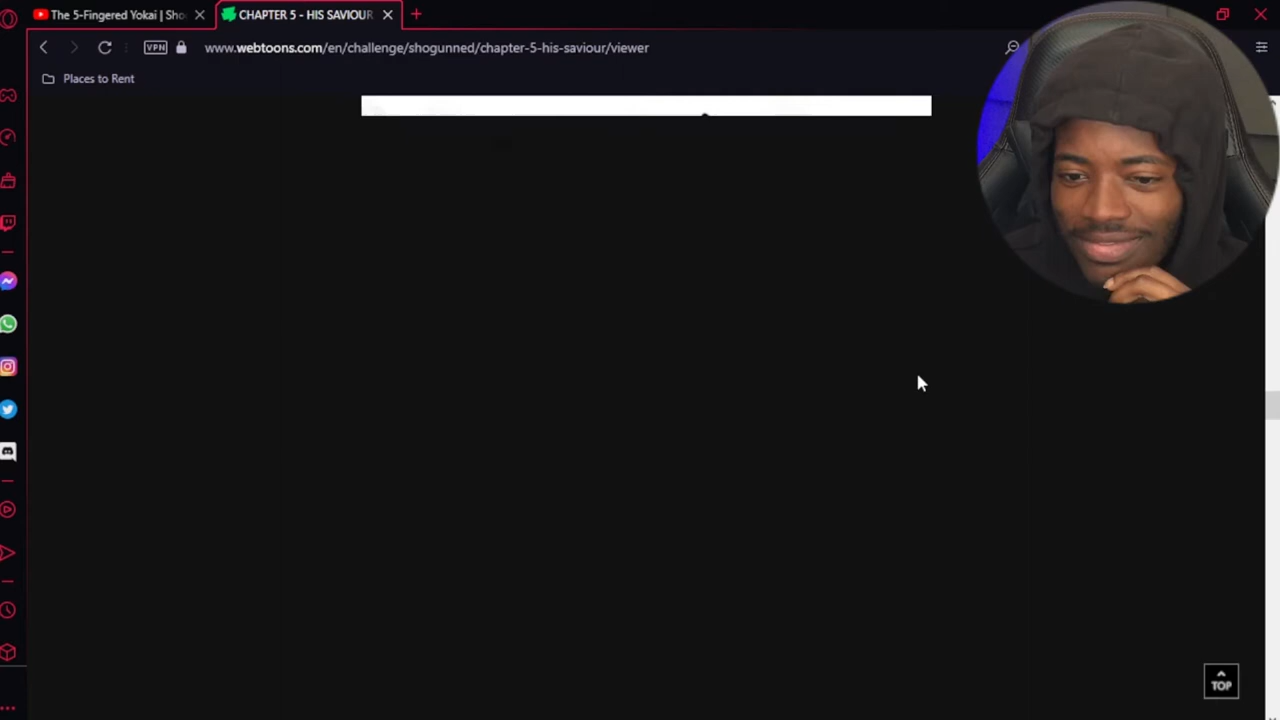 The 5-Fingered Yokai | Sho
CHAPTER 5 - HIS SAVIOUR
VPN
www.webtoons.com/en/challenge/shogunned/chapter-5-his-saviour/viewer
Places to Rent
TOP